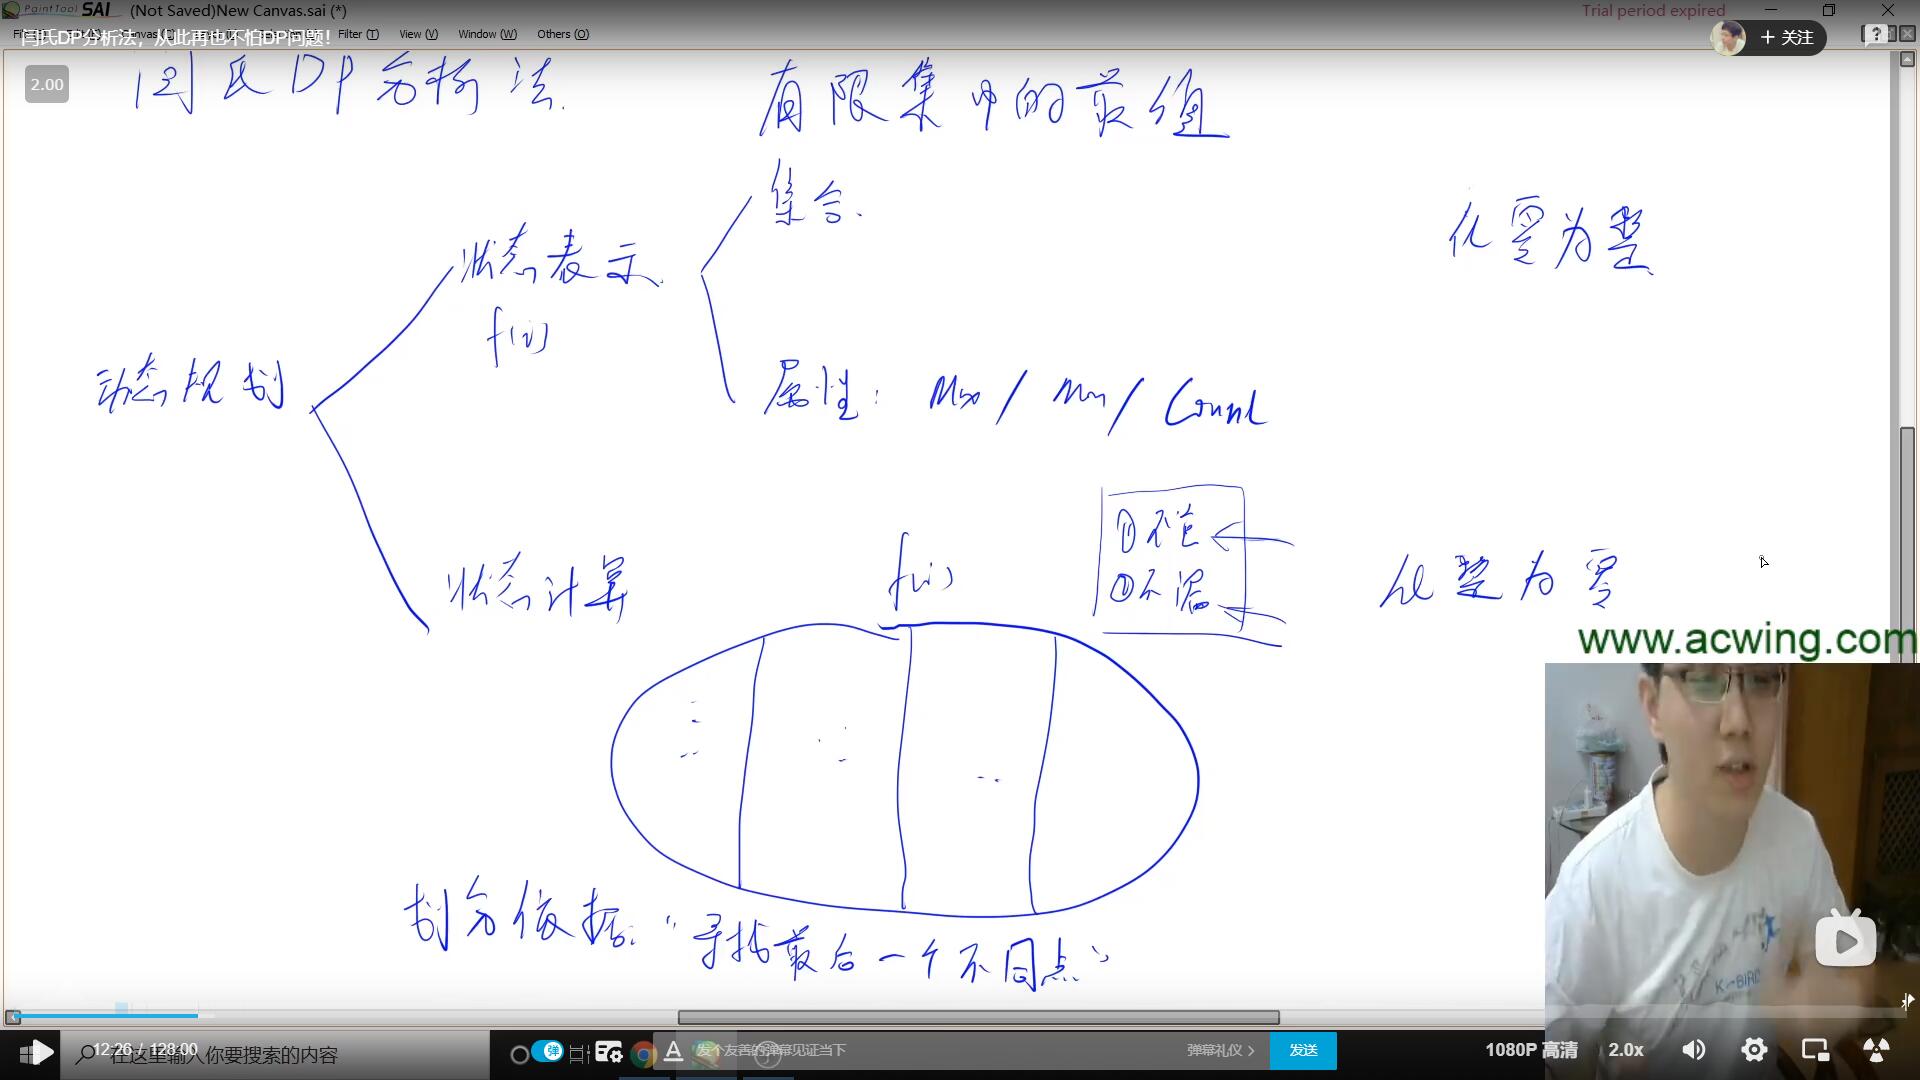 PaintTool SAI (Not Saved)New Canvas.sai (*)
Trial period expired
闫氏DP分析法，从此再也不怕DP问题！
Filter (T) View (V) Window (W) Others (O)
+ 关注
2.00
闫氏DP分析法.
有限集中的最值
集合.
化零为整
状态表示
f(i)
动态规划
属性: Max / Min / Count
①不重
②不漏
f(i)
状态计算
化整为零
www.acwing.com
划分依据: "寻找最后一个不同点"
K-BIRD
12:26 / 128:00
在这里输入你要搜索的内容
弹
发个友善的弹幕见证当下
弹幕礼仪 >
发送
1080P 高清
2.0x